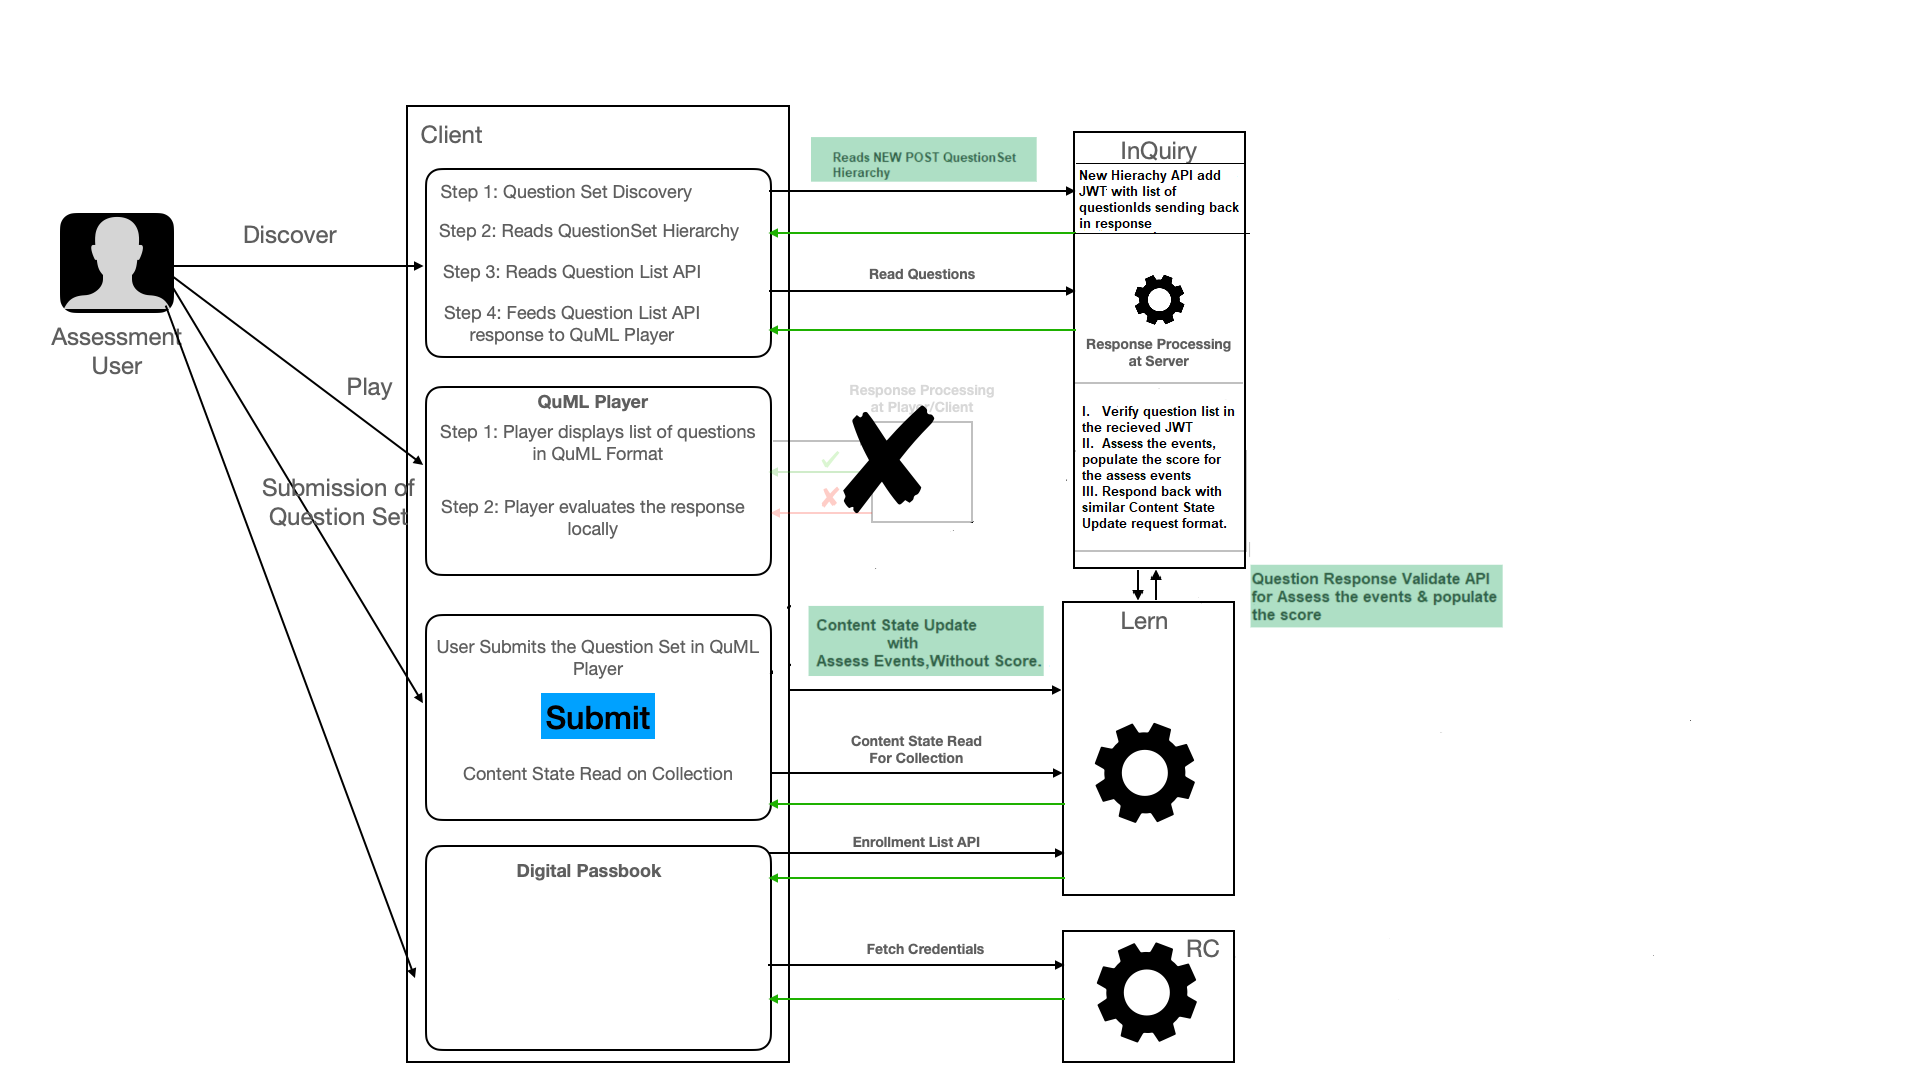 Client
Step 1: Question Set Discovery
Step 2: Reads QuestionSet Hierarchy
Step 3: Reads Question List API
Step 4: Feeds Question List API
response to QuML Player
Discover
Assessment
User
Play
Submission of
Question Set
QuML Player
Step 1: Player displays list of questions
in QuML Format
Step 2: Player evaluates the response
locally
User Submits the Question Set in QuML
Player
Submit
Content State Read on Collection
Digital Passbook
Reads NEW POST QuestionSet
Hierarchy
Read Questions
Response Processing
at Player/Client
Content State Update
with
Assess Events,Without Score.
Content State Read
For Collection
Enrollment List API
Fetch Credentials
InQuiry
New Hierachy API add
JWT with list of
questionIds sending back
in response
Response Processing
at Server
I. Verify question list in
the recieved JWT
II. Assess the events,
populate the score for
the assess events
III. Respond back with
similar Content State
Update request format.
Question Response Validate API
for Assess the events & populate
the score
Lern
RC